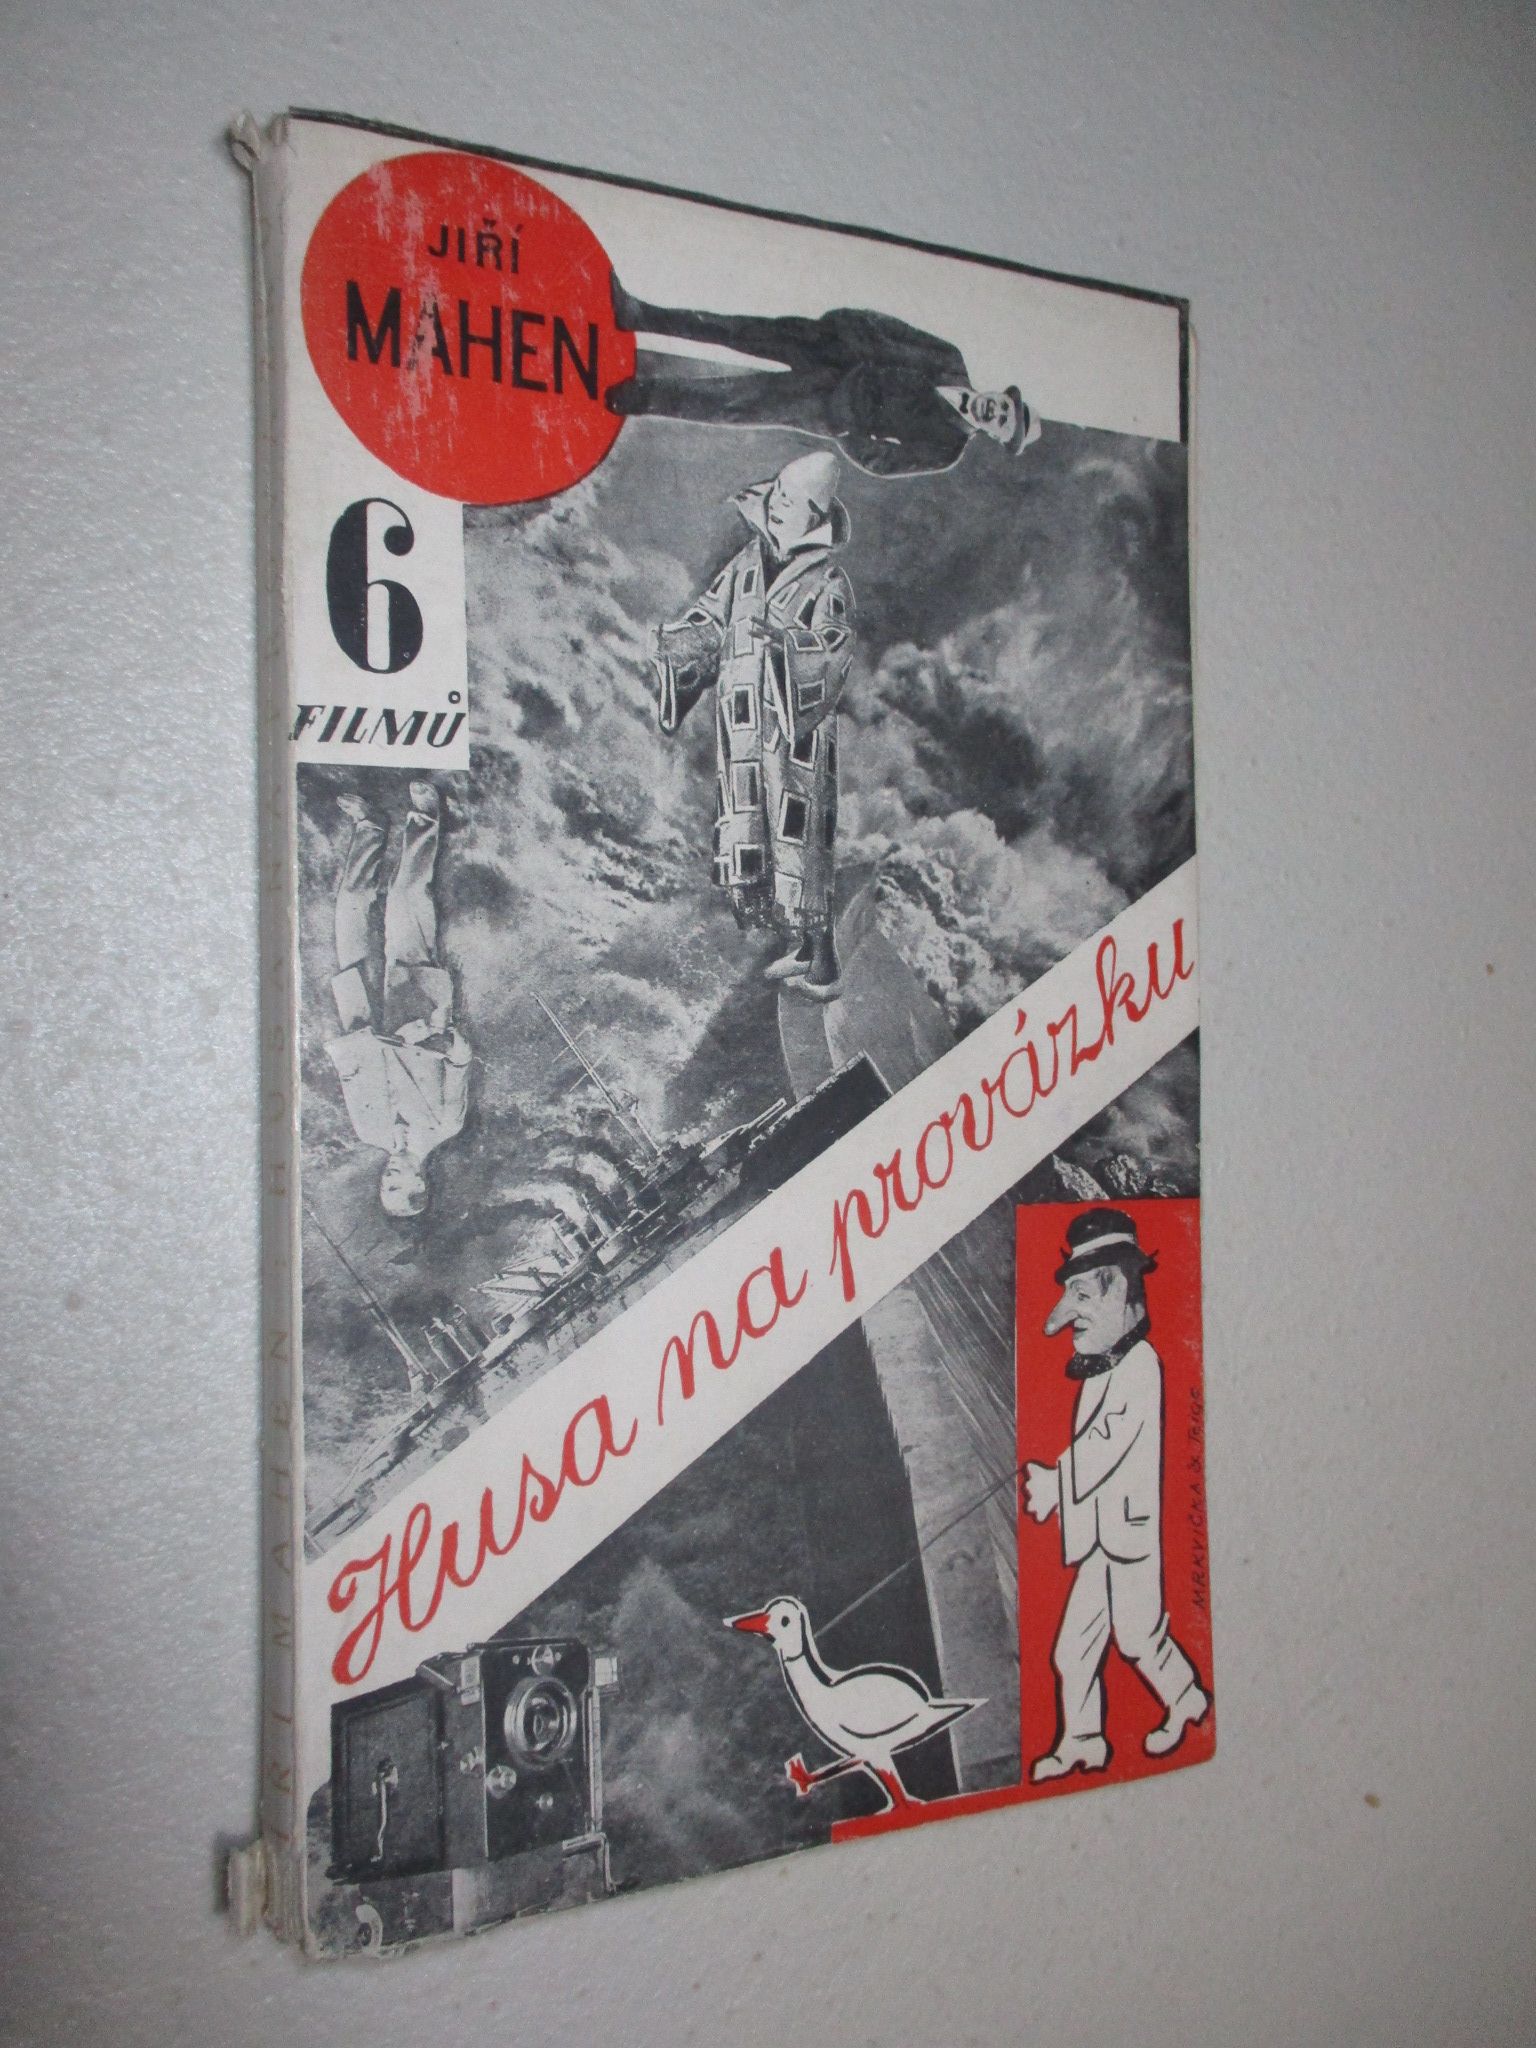 JIŘÍ
MAHEN
6
FILMŮ
Husa na provázku
MRKVIČKA & TEIGE